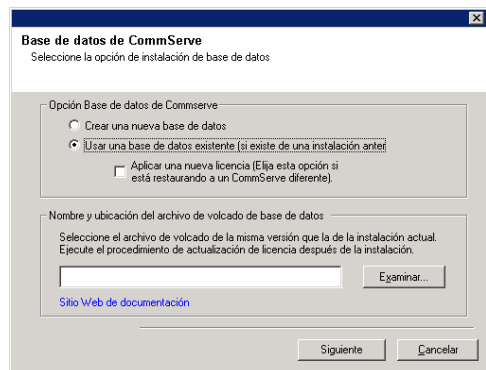 Base de datos de CommServe
Seleccione la opción de instalación de base de datos
Opción Base de datos de Commserve
Crear una nueva base de datos
Usar una base de datos existente (si existe de una instalación anter
Aplicar una nueva licencia (Elija esta opción si
está restaurando a un CommServe diferente).
Nombre y ubicación del archivo de volcado de base de datos
Seleccione el archivo de volcado de la misma versión que la de la instalación actual.
Ejecute el procedimiento de actualización de licencia después de la instalación.
Examinar...
Sitio Web de documentación
Siguiente
Cancelar